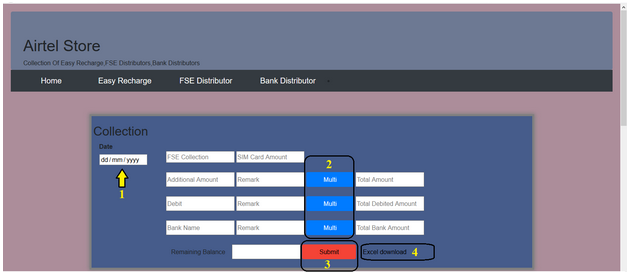 Airtel Store
Collection Of Easy Recharge,FSE Distributors,Bank Distributors
Home Easy Recharge FSE Distributor Bank Distributor
Collection
Date
dd/mm/yyyy FSE Collection SIM Card Amount
1
2
Additional Amount Remark Multi Total Amount
Debit Remark Multi Total Debited Amount
Bank Name Remark Multi Total Bank Amount
Remaining Balance Submit Excel download 4
3